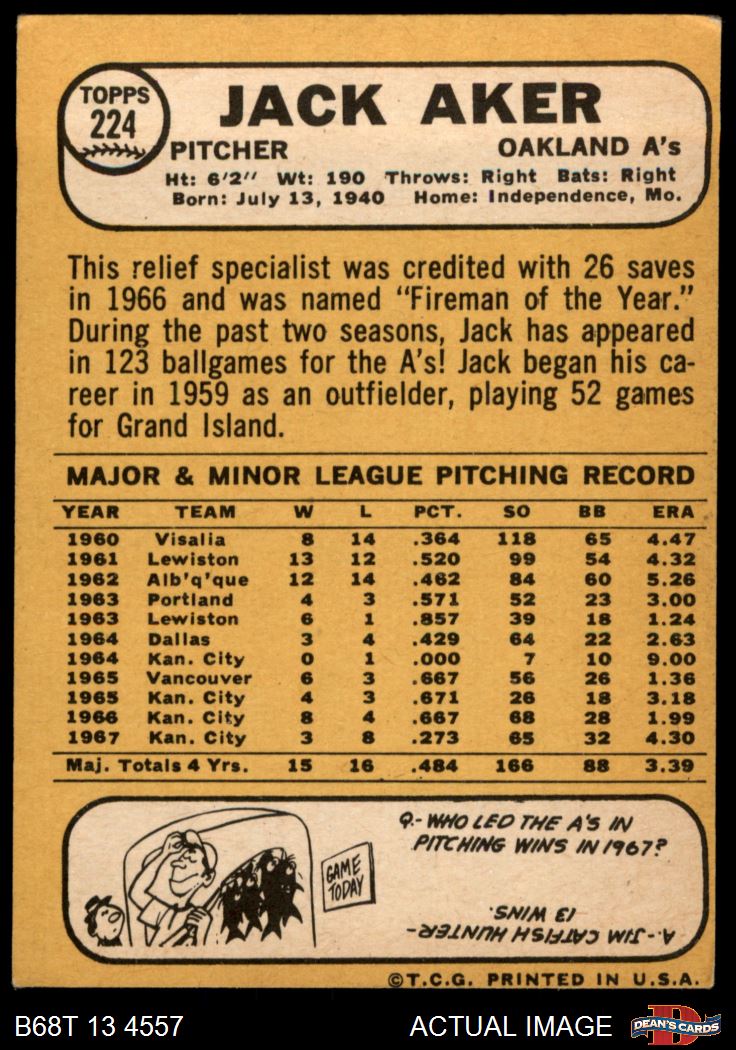 TOPPS
224
JACK AKER
PITCHER OAKLAND A's
Ht: 6'2" Wt: 190 Throws: Right Bats: Right
Born: July 13, 1940 Home: Independence, Mo.
This relief specialist was credited with 26 saves
in 1966 and was named "Fireman of the Year."
During the past two seasons, Jack has appeared
in 123 ballgames for the A's! Jack began his ca-
reer in 1959 as an outfielder, playing 52 games
for Grand Island.
MAJOR & MINOR LEAGUE PITCHING RECORD
YEAR TEAM W L PCT. SO BB ERA
1960 Visalia 8 14 .364 118 65 4.47
1961 Lewiston 13 12 .520 99 54 4.32
1962 Alb'q'que 12 14 .462 84 60 5.26
1963 Portland 4 3 .571 52 23 3.00
1963 Lewiston 6 1 .857 39 18 1.24
1964 Dallas 3 4 .429 64 22 2.63
1964 Kan. City 0 1 .000 7 10 9.00
1965 Vancouver 6 3 .667 56 26 1.36
1965 Kan. City 4 3 .671 26 18 3.18
1966 Kan. City 8 4 .667 68 28 1.99
1967 Kan. City 3 8 .273 65 32 4.30
Maj. Totals 4 Yrs. 15 16 .484 166 88 3.39
GAME
TODAY
Q.- WHO LED THE A'S IN
PITCHING WINS IN 1967?
A.- JIM CATFISH HUNTER-
13 WINS.
©T.C.G. PRINTED IN U.S.A.
B68T 13 4557 ACTUAL IMAGE
DEAN'S CARDS